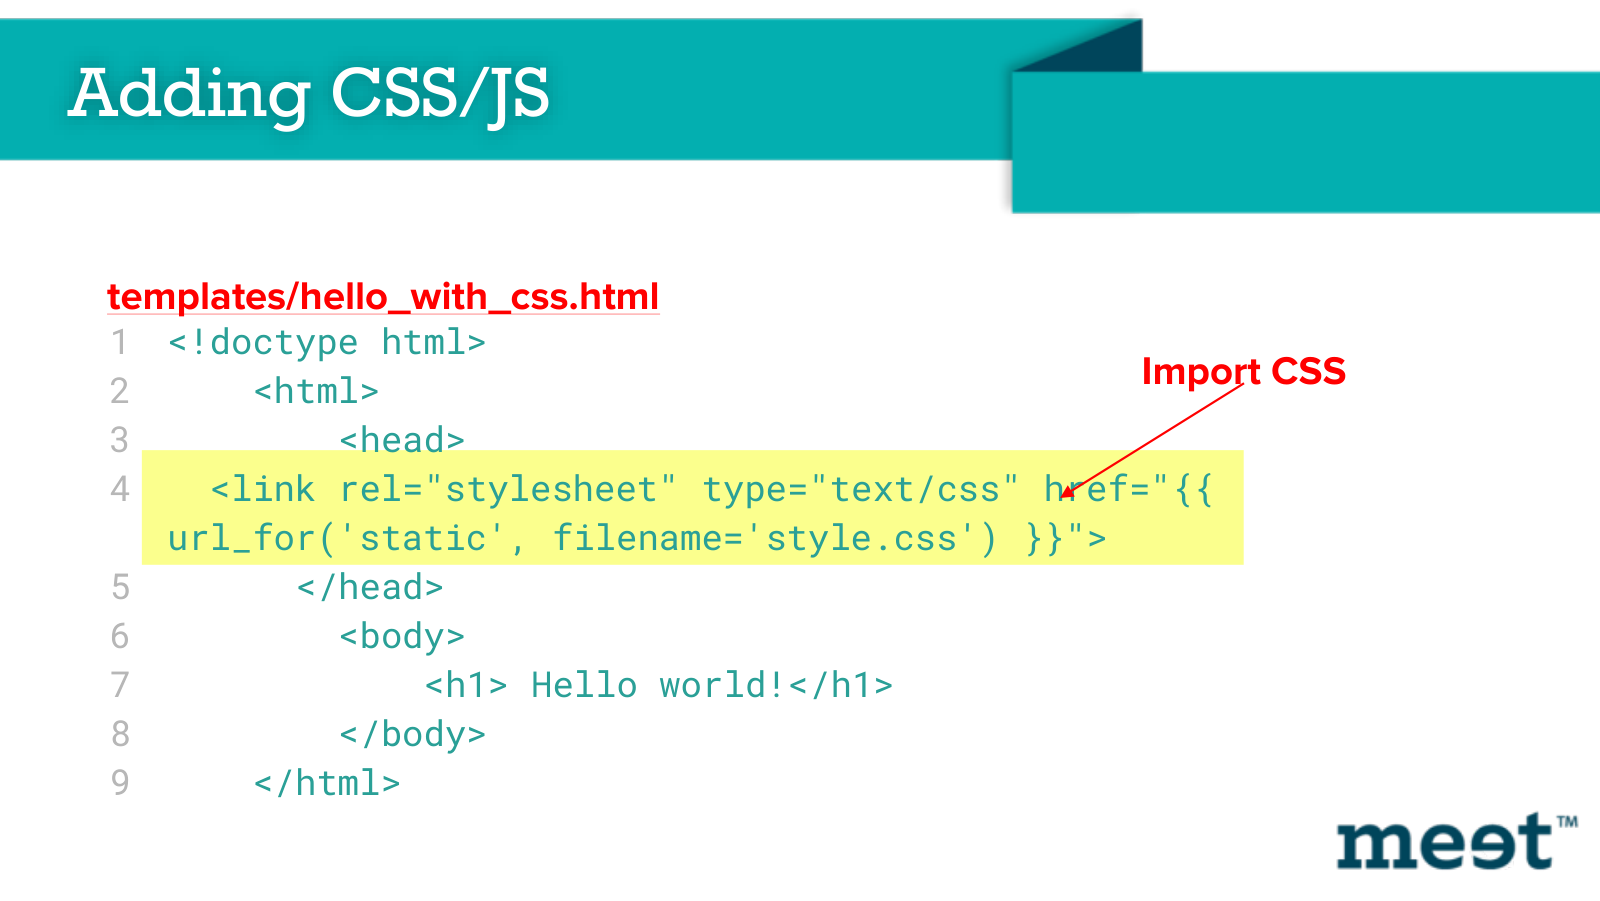 Adding CSS/JS
templates/hello_with_css.html
Import CSS
1 <!doctype html>
2 <html>
3 <head>
4 <link rel="stylesheet" type="text/css" href="{{
url_for('static', filename='style.css') }}">
5 </head>
6 <body>
7 <h1> Hello world!</h1>
8 </body>
9 </html>
meet™